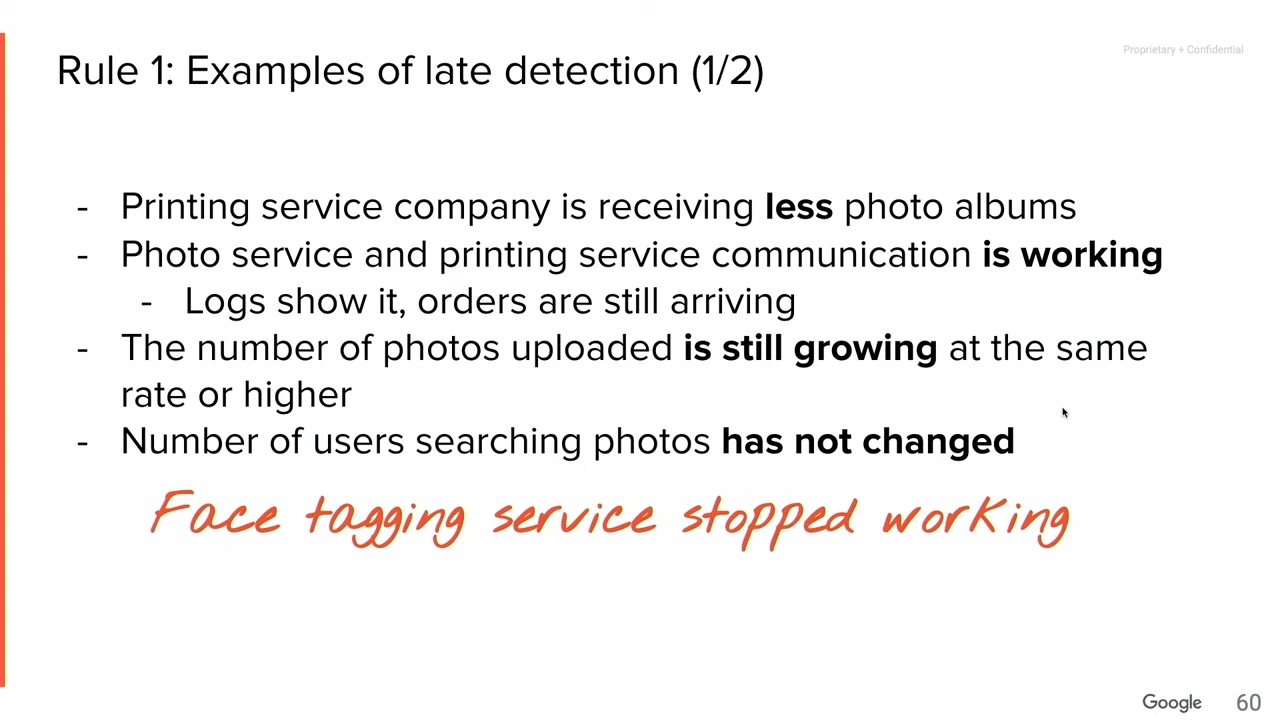 Proprietary + Confidential
Rule 1: Examples of late detection (1/2)
- Printing service company is receiving less photo albums
- Photo service and printing service communication is working
- Logs show it, orders are still arriving
- The number of photos uploaded is still growing at the same
rate or higher
- Number of users searching photos has not changed
Face tagging service stopped working
Google 60